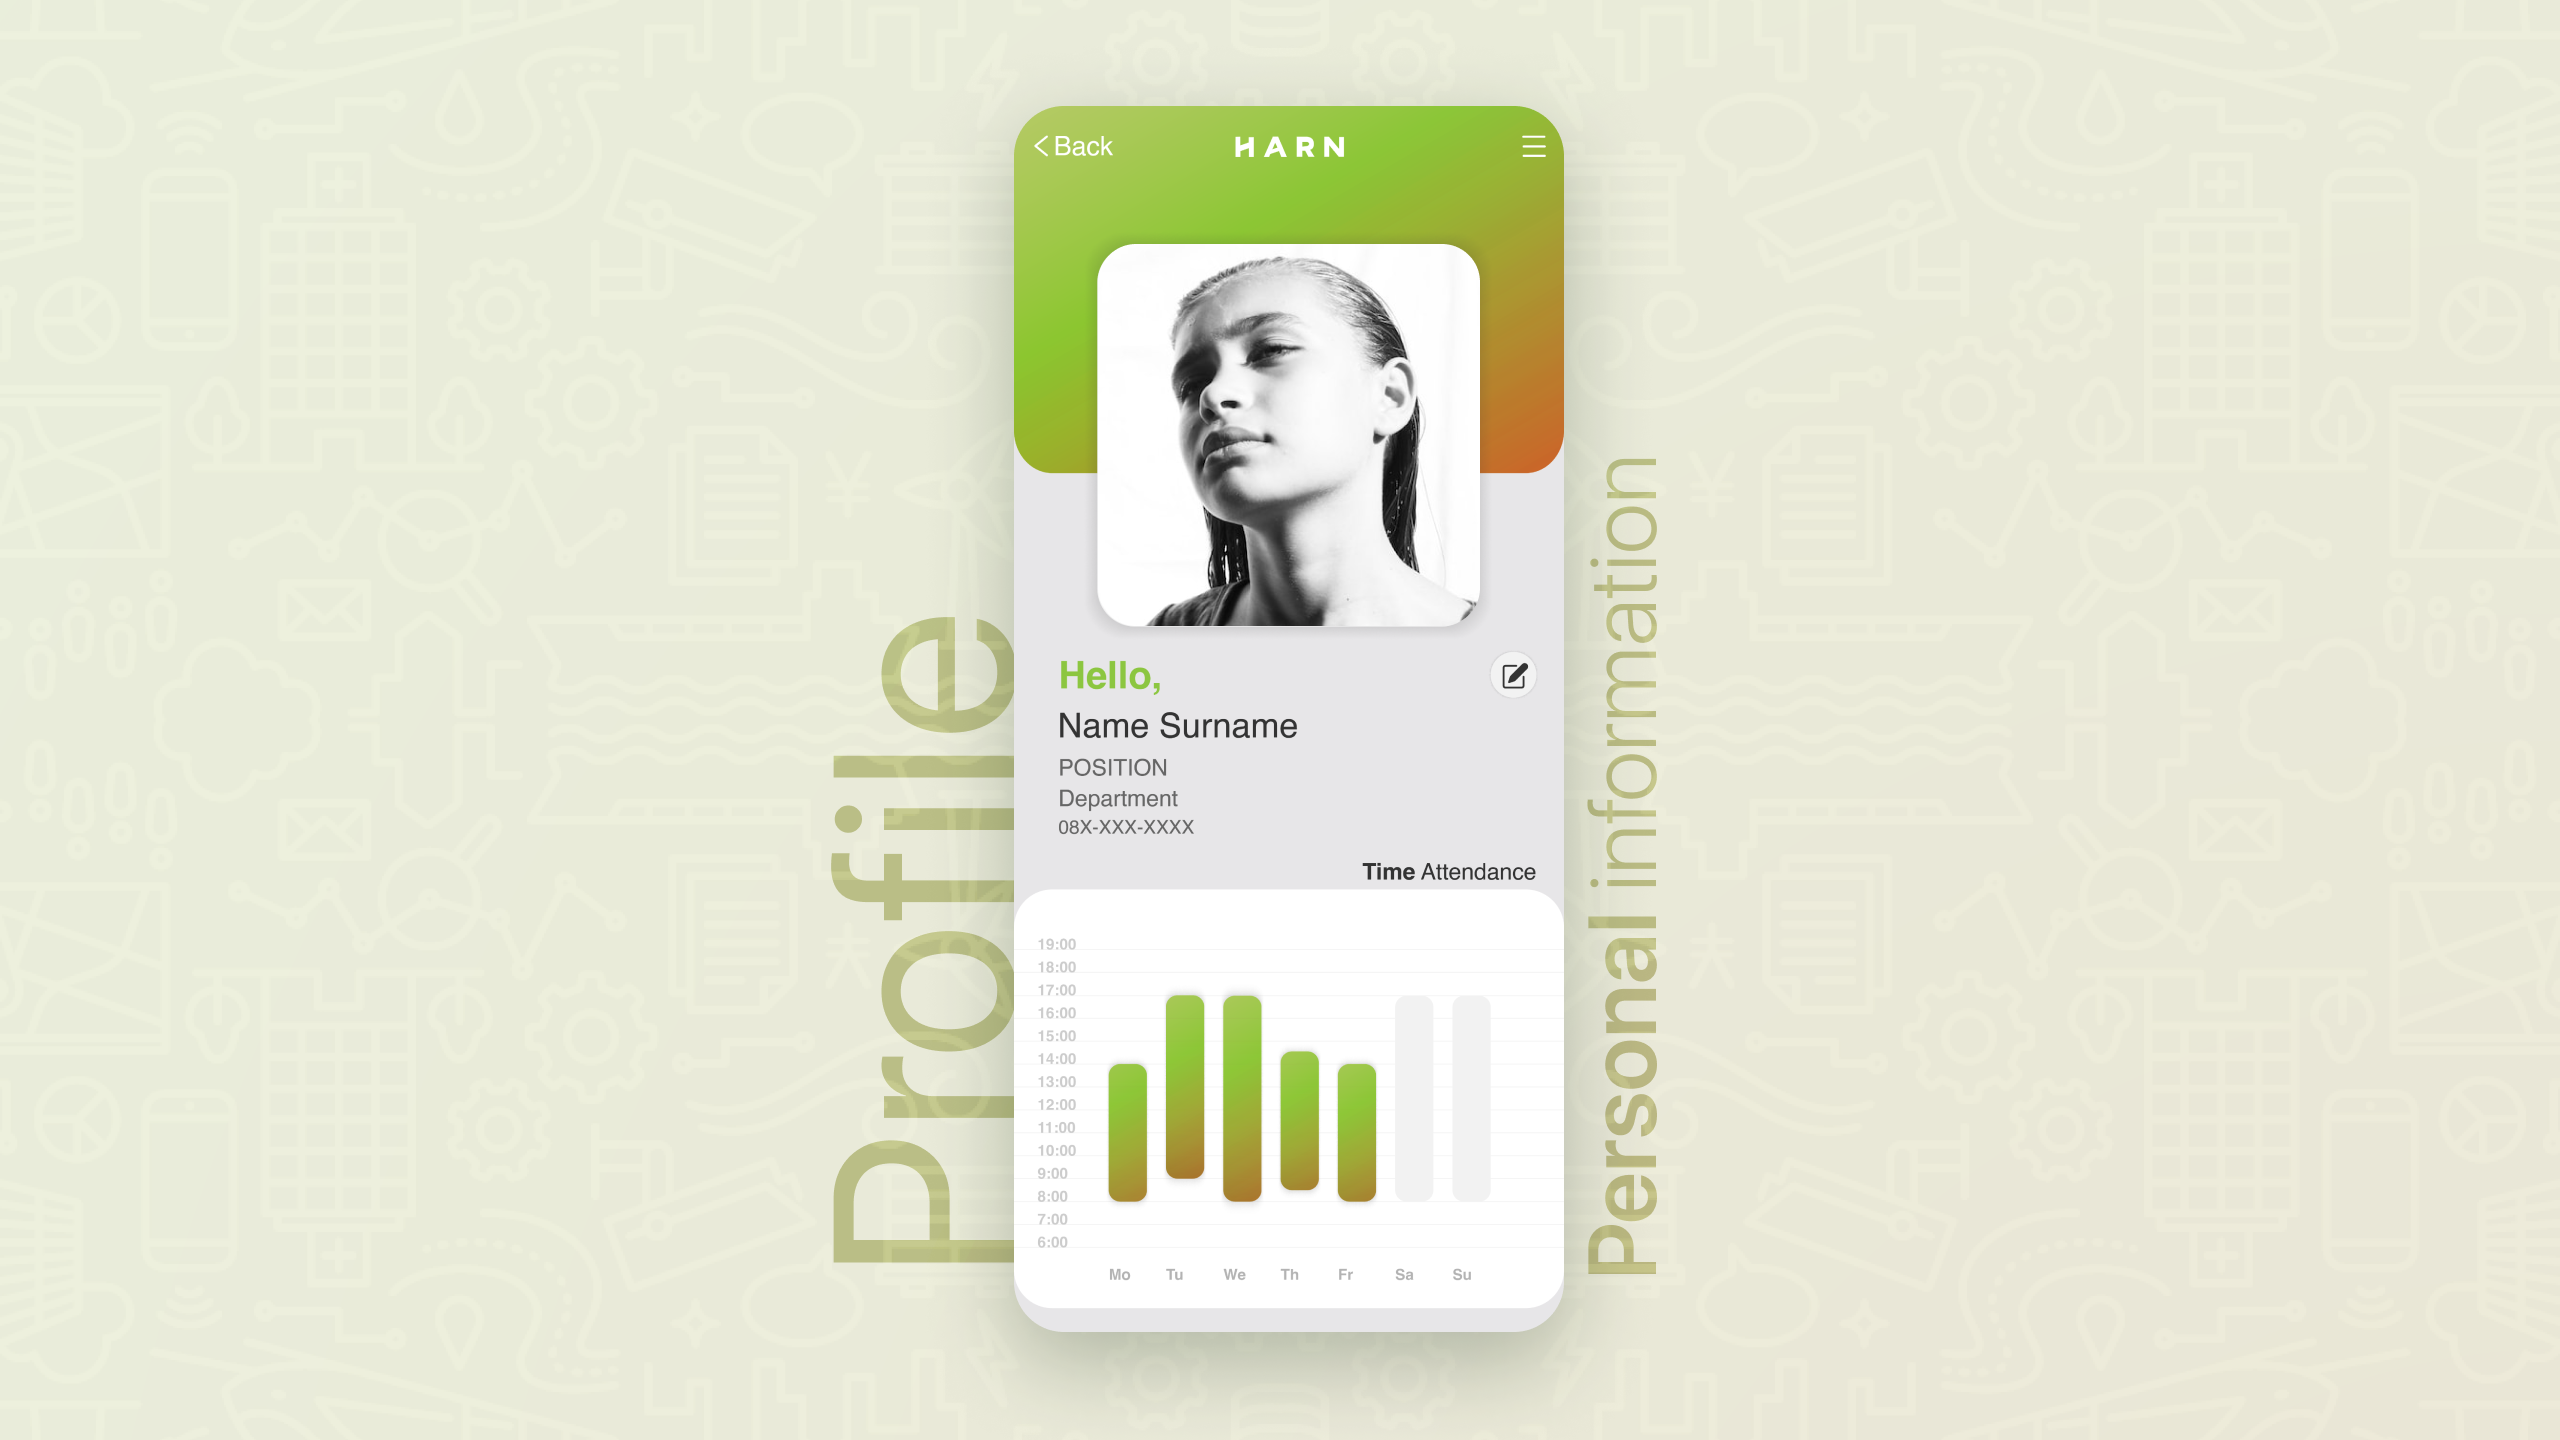 Back
HARN
Hello,
Name Surname
POSITION
Department
08X-XXX-XXXX
Time Attendance
19:00
18:00
17:00
16:00
15:00
14:00
13:00
12:00
11:00
10:00
9:00
8:00
7:00
6:00
Mo Tu We Th Fr Sa Su
Profile
Personal information